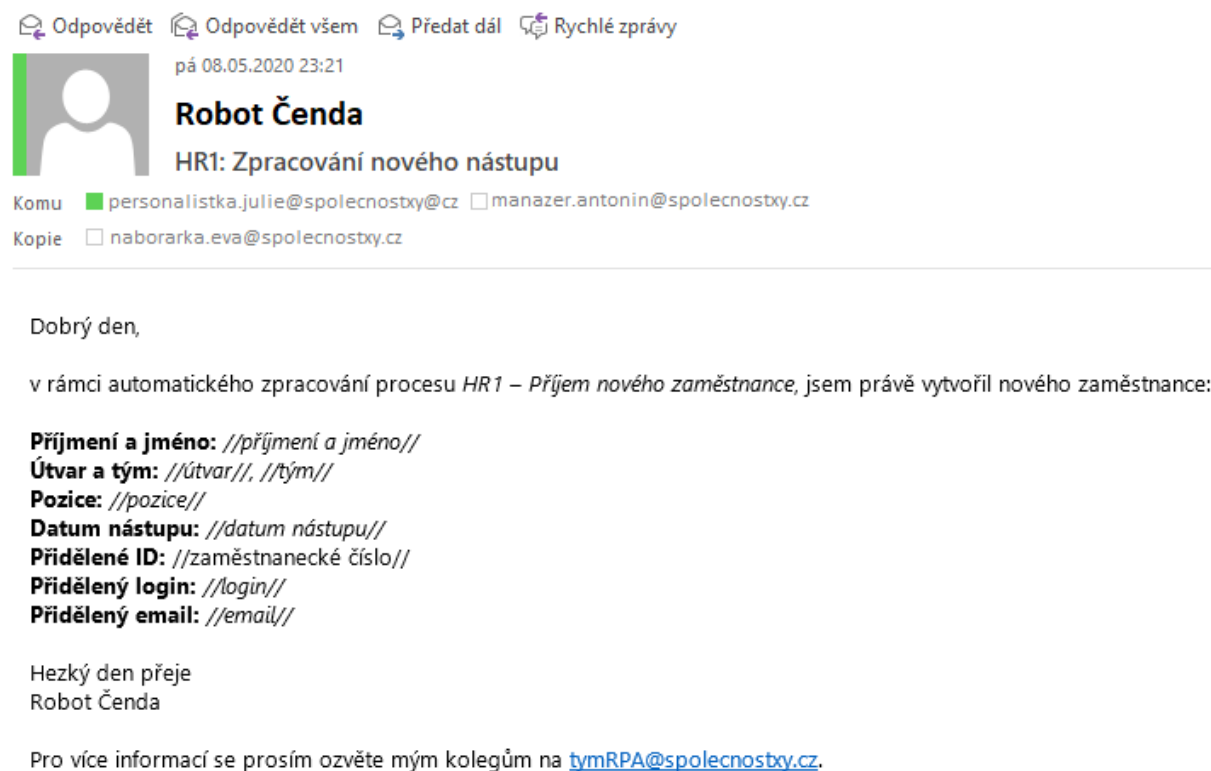 Odpovědět Odpovědět všem Předat dál Rychlé zprávy
pá 08.05.2020 23:21
Robot Čenda
HR1: Zpracování nového nástupu
Komu personalistka.julie@spolecnostxy@cz manazer.antonin@spolecnostxy.cz
Kopie naborarka.eva@spolecnostxy.cz
Dobrý den,
v rámci automatického zpracování procesu HR1 – Příjem nového zaměstnance, jsem právě vytvořil nového zaměstnance:
Příjmení a jméno: //příjmení a jméno//
Útvar a tým: //útvar//, //tým//
Pozice: //pozice//
Datum nástupu: //datum nástupu//
Přidělené ID: //zaměstnanecké číslo//
Přidělený login: //login//
Přidělený email: //email//
Hezký den přeje
Robot Čenda
Pro více informací se prosím ozvěte mým kolegům na tymRPA@spolecnostxy.cz.